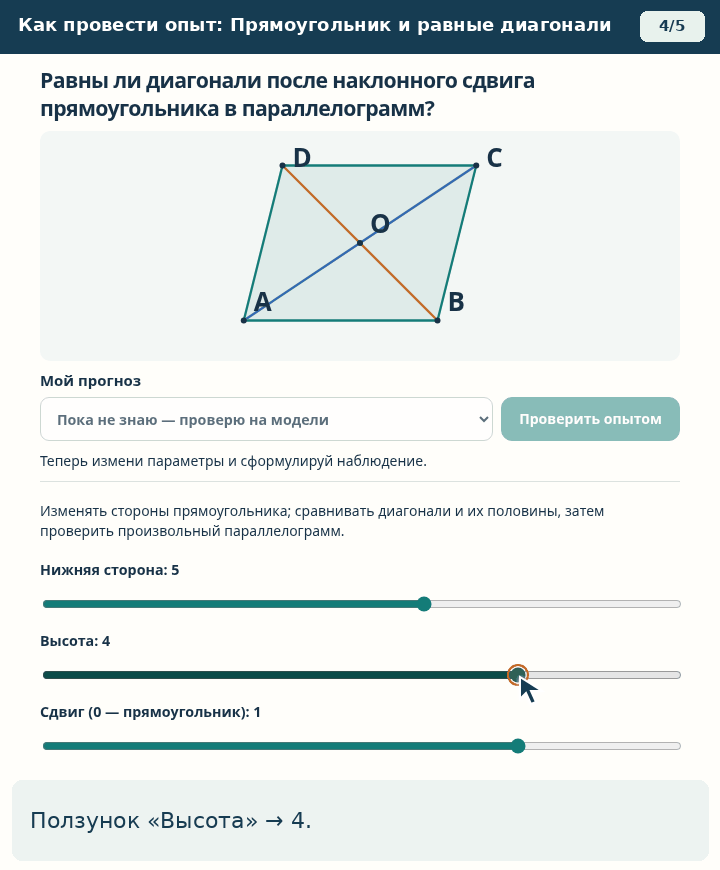 Как провести опыт: Прямоугольник и равные диагонали
4/5
Равны ли диагонали после наклонного сдвига
прямоугольника в параллелограмм?
D
C
O
A
B
Мой прогноз
Пока не знаю — проверю на модели
Проверить опытом
Теперь измени параметры и сформулируй наблюдение.
Изменять стороны прямоугольника; сравнивать диагонали и их половины, затем
проверить произвольный параллелограмм.
Нижняя сторона: 5
Высота: 4
Сдвиг (0 — прямоугольник): 1
Ползунок «Высота» → 4.